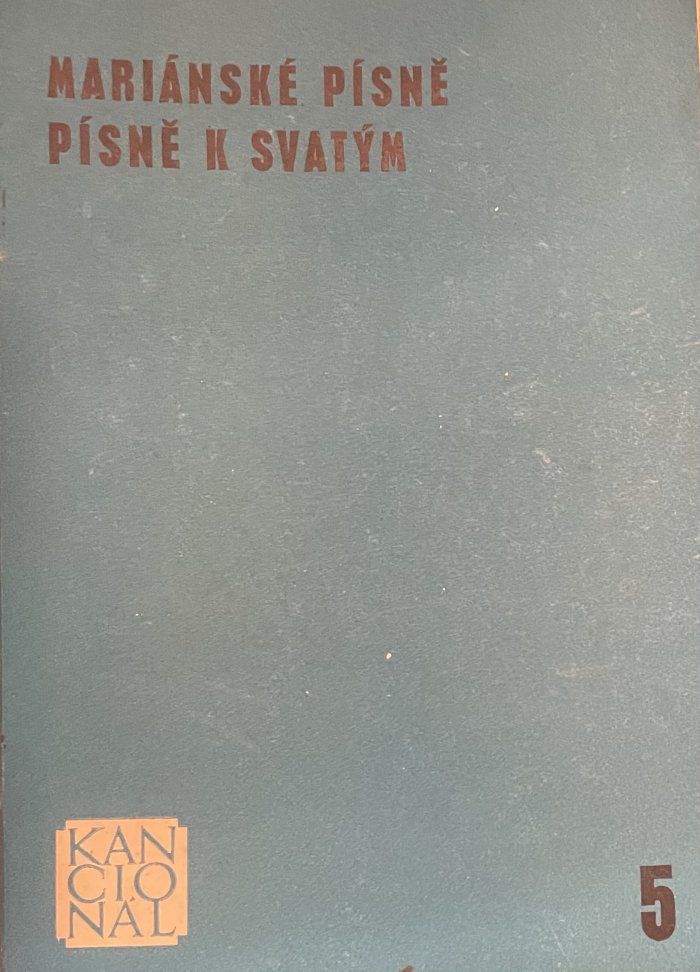 MARIÁNSKÉ PÍSNĚ
PÍSNĚ K SVATÝM
KAN
CIO
NÁL
5